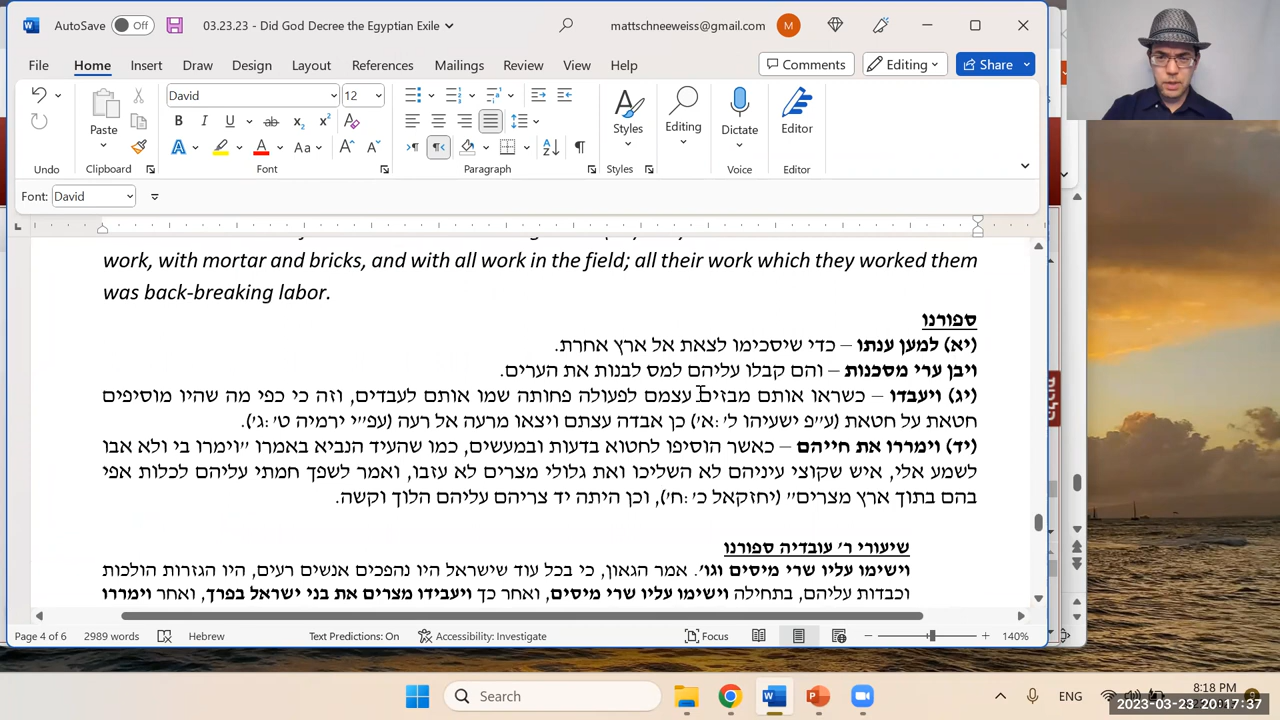 AutoSave Off 03.23.23 - Did God Decree the Egyptian Exile mattschneeweiss@gmail.com M
File Home Insert Draw Design Layout References Mailings Review View Help Comments Editing Share
David 12
Paste Styles Editing Dictate Editor
Undo Clipboard Font Paragraph Styles Voice Editor
Font: David
work, with mortar and bricks, and with all work in the field; all their work which they worked them
was back-breaking labor.
ספורנו
(יא) למען ענתו – כדי שיסכימו לצאת אל ארץ אחרת.
ויבן ערי מסכנות – והם קבלו עליהם למס לבנות את הערים.
(יג) ויעבדו – כשראו אותם מבזים עצמם לפעולה פחותה שמו אותם לעבדים, וזה כי כפי מה שהיו מוסיפים
חטאת על חטאת (ע״פ ישעיהו ל׳:א׳) כן אבדה עצתם ויצאו מרעה אל רעה (עפ״י ירמיה ט׳:ג׳).
(יד) וימררו את חייהם – כאשר הוסיפו לחטוא בדעות ובמעשים, כמו שהעיד הנביא באמרו ״וימרו בי ולא אבו
לשמע אלי, איש שקוצי עיניהם לא השליכו ואת גלולי מצרים לא עזבו, ואמר לשפך חמתי עליהם לכלות אפי
בהם בתוך ארץ מצרים״ (יחזקאל כ׳:ח׳), וכן היתה יד צריהם עליהם הלוך וקשה.
שיעורי ר׳ עובדיה ספורנו
וישימו עליו שרי מיסים וגו׳. אמר הגאון, כי בכל עוד שישראל היו נהפכים אנשים רעים, היו הגזרות הולכות
וכבדות עליהם, בתחילה וישימו עליו שרי מיסים, ואחר כך ויעבידו מצרים את בני ישראל בפרך, ואחר וימררו
Page 4 of 6 2989 words Hebrew Text Predictions: On Accessibility: Investigate Focus 140%
Search ENG 8:18 PM
2023-03-23 20:17:37